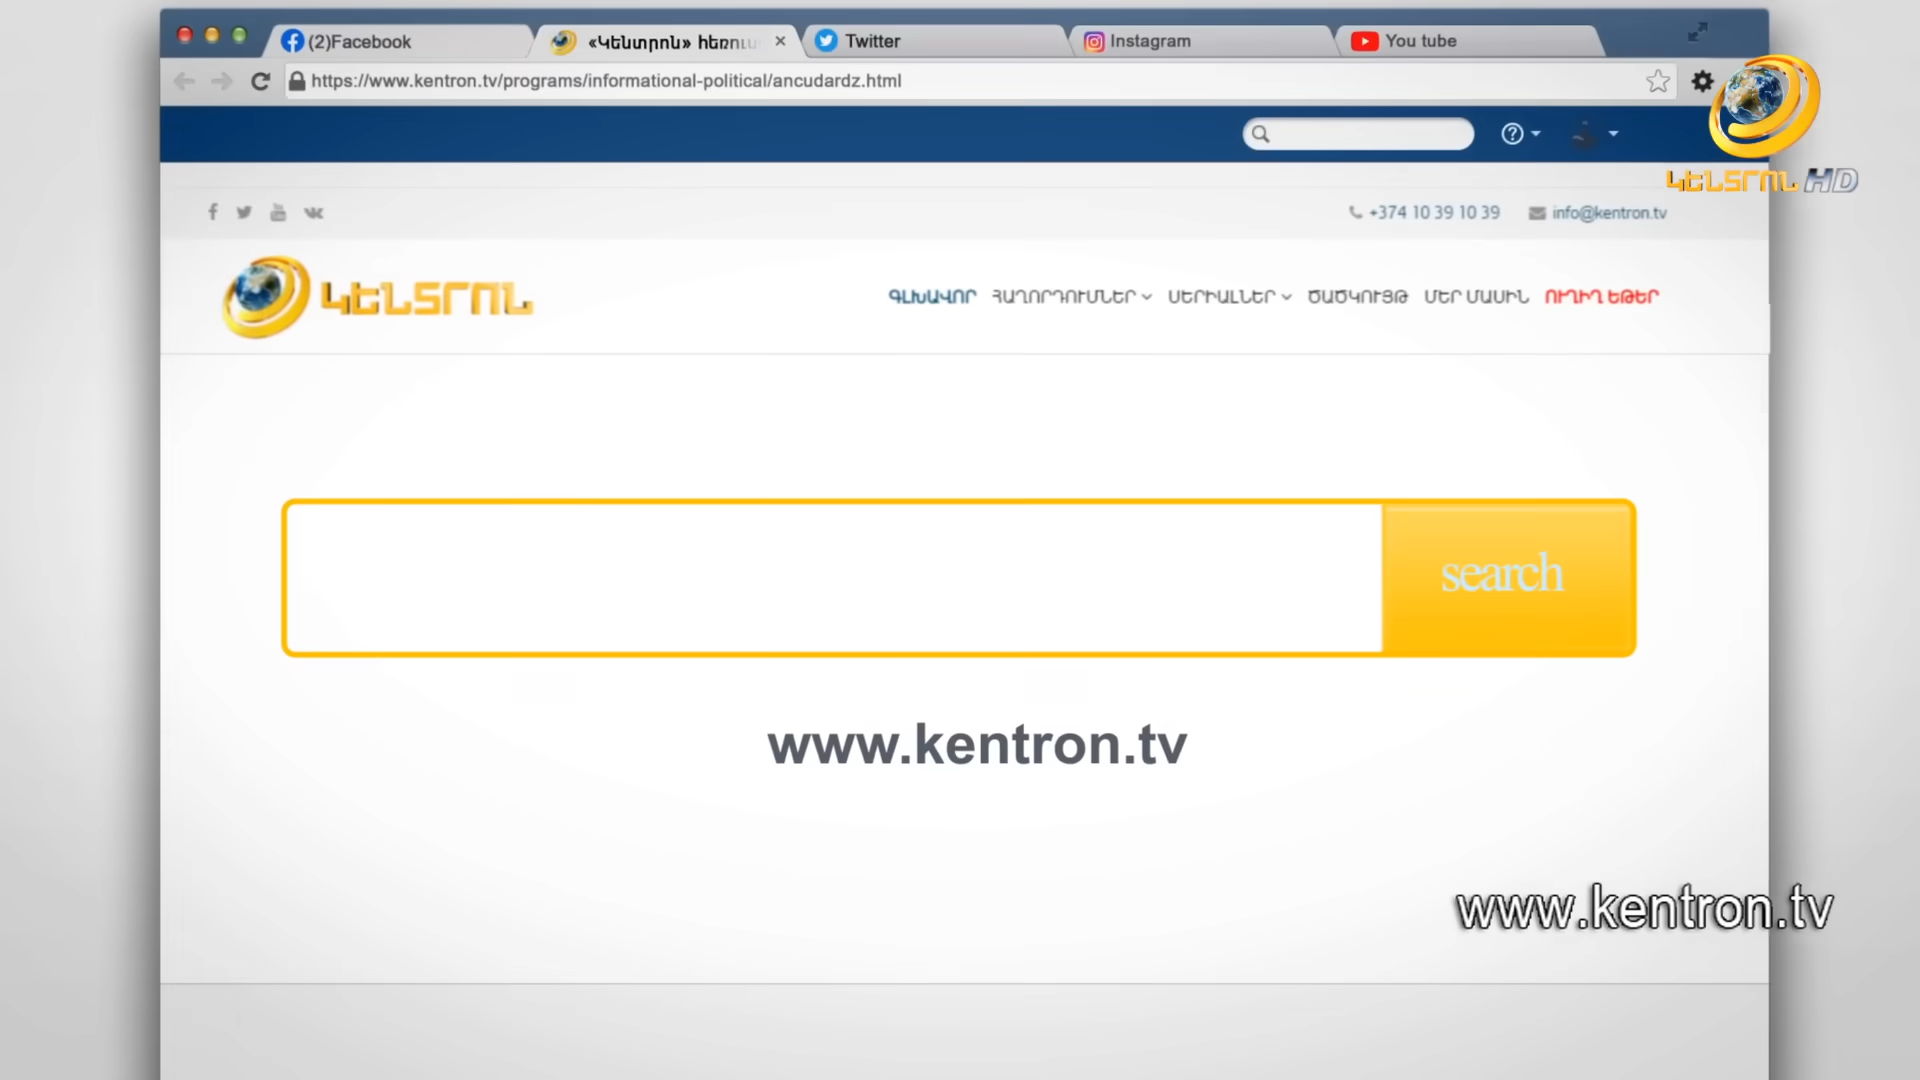 (2)Facebook
«Կենտրոն» հեռու
Twitter
Instagram
You tube
https://www.kentron.tv/programs/informational-political/ancudardz.html
ԿԵՆՏՐՈՆ HD
+374 10 39 10 39
info@kentron.tv
ԿԵՆՏՐՈՆ
ԳԼԽԱՎՈՐ ՀԱՂՈՐԴՈՒՄՆԵՐ ՍԵՐԻԱԼՆԵՐ ԾԱԾԿՈՒՅԹ ՄԵՐ ՄԱՍԻՆ ՈՒՂԻՂ ԵԹԵՐ
search
www.kentron.tv
www.kentron.tv